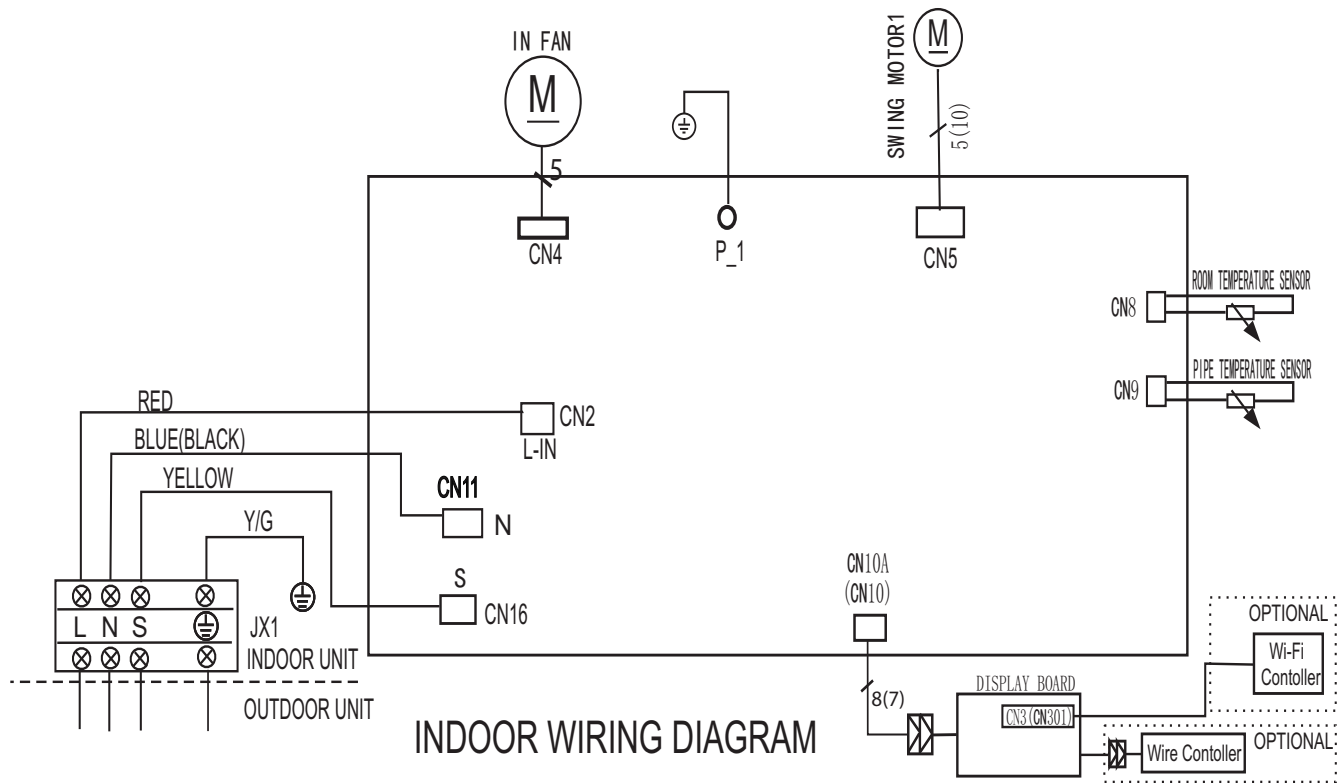 IN FAN
M
5
CN4
P_1
SWING MOTOR1
M
5(10)
CN5
CN8
ROOM TEMPERATURE SENSOR
CN9
PIPE TEMPERATURE SENSOR
RED
CN2
L-IN
BLUE(BLACK)
CN11
N
YELLOW
Y/G
S
CN16
L N S
JX1
INDOOR UNIT
OUTDOOR UNIT
CN10A
(CN10)
8(7)
DISPLAY BOARD
CN3(CN301)
OPTIONAL
Wi-Fi
Contoller
Wire Contoller
OPTIONAL
INDOOR WIRING DIAGRAM